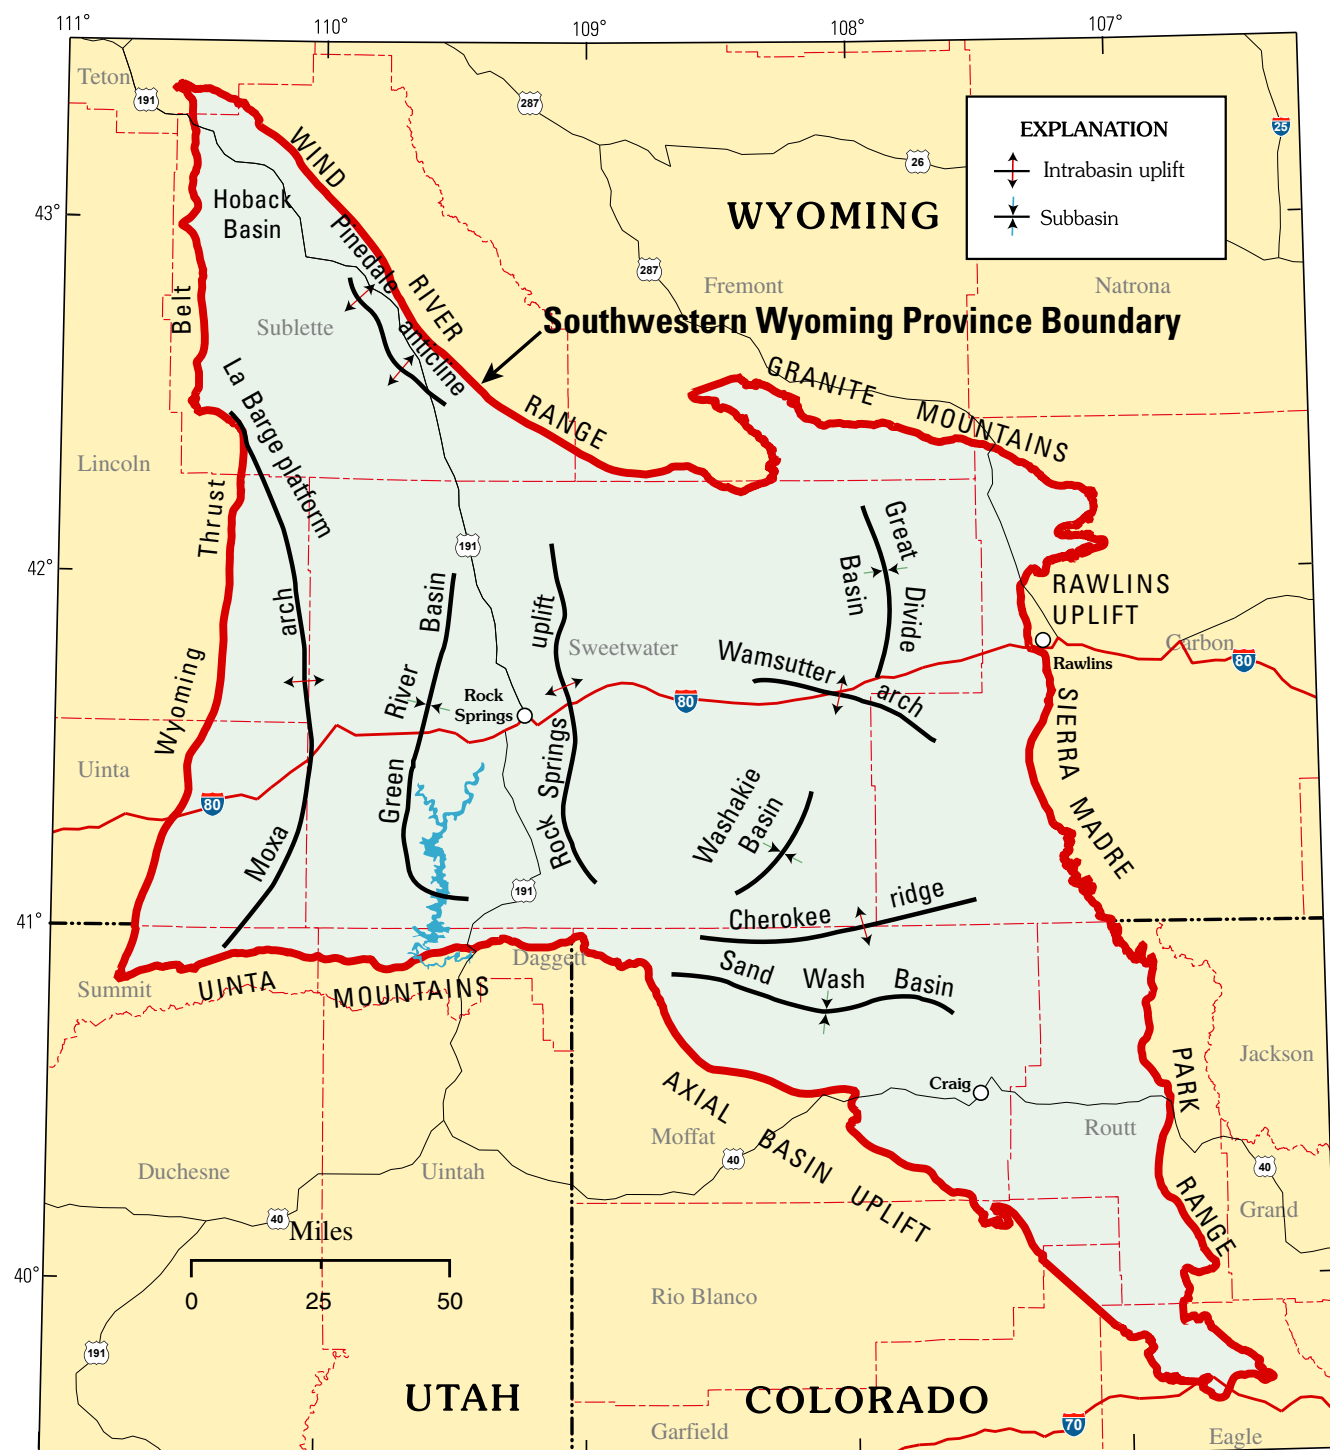 111°
110°
109°
108°
107°
Teton
191
287
26
25
EXPLANATION
Intrabasin uplift
Subbasin
WIND
RIVER
RANGE
Hoback
Basin
43°
WYOMING
Pinedale
anticline
287
Fremont
Natrona
Belt
Sublette
Southwestern Wyoming Province Boundary
GRANITE MOUNTAINS
La Barge platform
Lincoln
Thrust
Wyoming
Great
Divide
Basin
191
42°
RAWLINS
UPLIFT
arch
Moxa
Basin
River
Green
uplift
Rock Springs
Sweetwater
Carbon
Rawlins
80
Wamsutter
arch
Rock
Springs
80
SIERRA MADRE
Uinta
80
Washakie
Basin
191
41°
Cherokee
ridge
Daggett
Sand Wash Basin
Summit
UINTA
MOUNTAINS
PARK
RANGE
Jackson
AXIAL BASIN UPLIFT
Craig
Moffat
Routt
40
40
Duchesne
Uintah
Grand
40
Miles
40°
0
25
50
Rio Blanco
191
UTAH
COLORADO
70
Garfield
Eagle